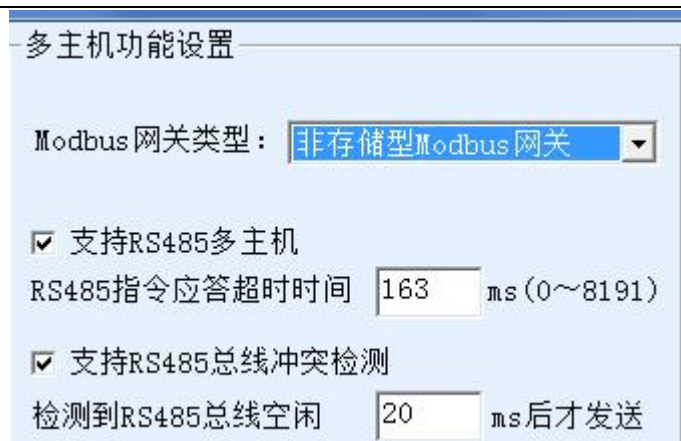 多主机功能设置
Modbus网关类型： 非存储型Modbus网关
支持RS485多主机
RS485指令应答超时时间 163 ms(0～8191)
支持RS485总线冲突检测
检测到RS485总线空闲 20 ms后才发送